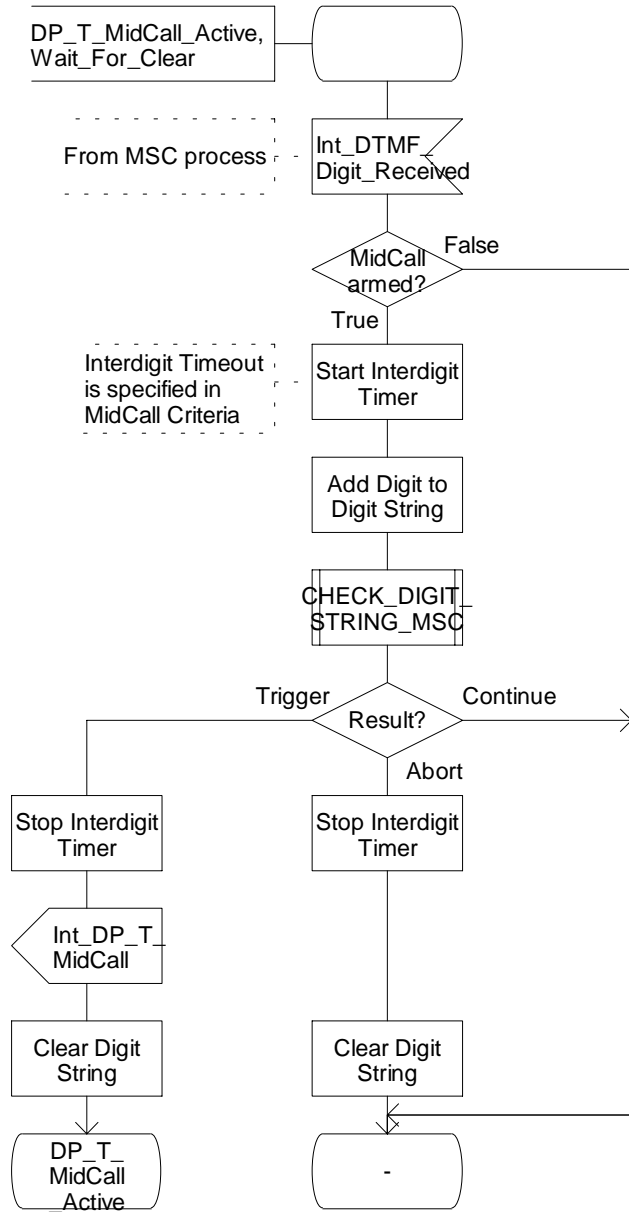 DP_T_MidCall_Active,
Wait_For_Clear
From MSC process
Int_DTMF_
Digit_Received
MidCall
armed?
False
True
Interdigit Timeout
is specified in
MidCall Criteria
Start Interdigit
Timer
Add Digit to
Digit String
CHECK_DIGIT_
STRING_MSC
Trigger
Result?
Continue
Abort
Stop Interdigit
Timer
Stop Interdigit
Timer
Int_DP_T_
MidCall
Clear Digit
String
Clear Digit
String
DP_T_
MidCall
_Active
-